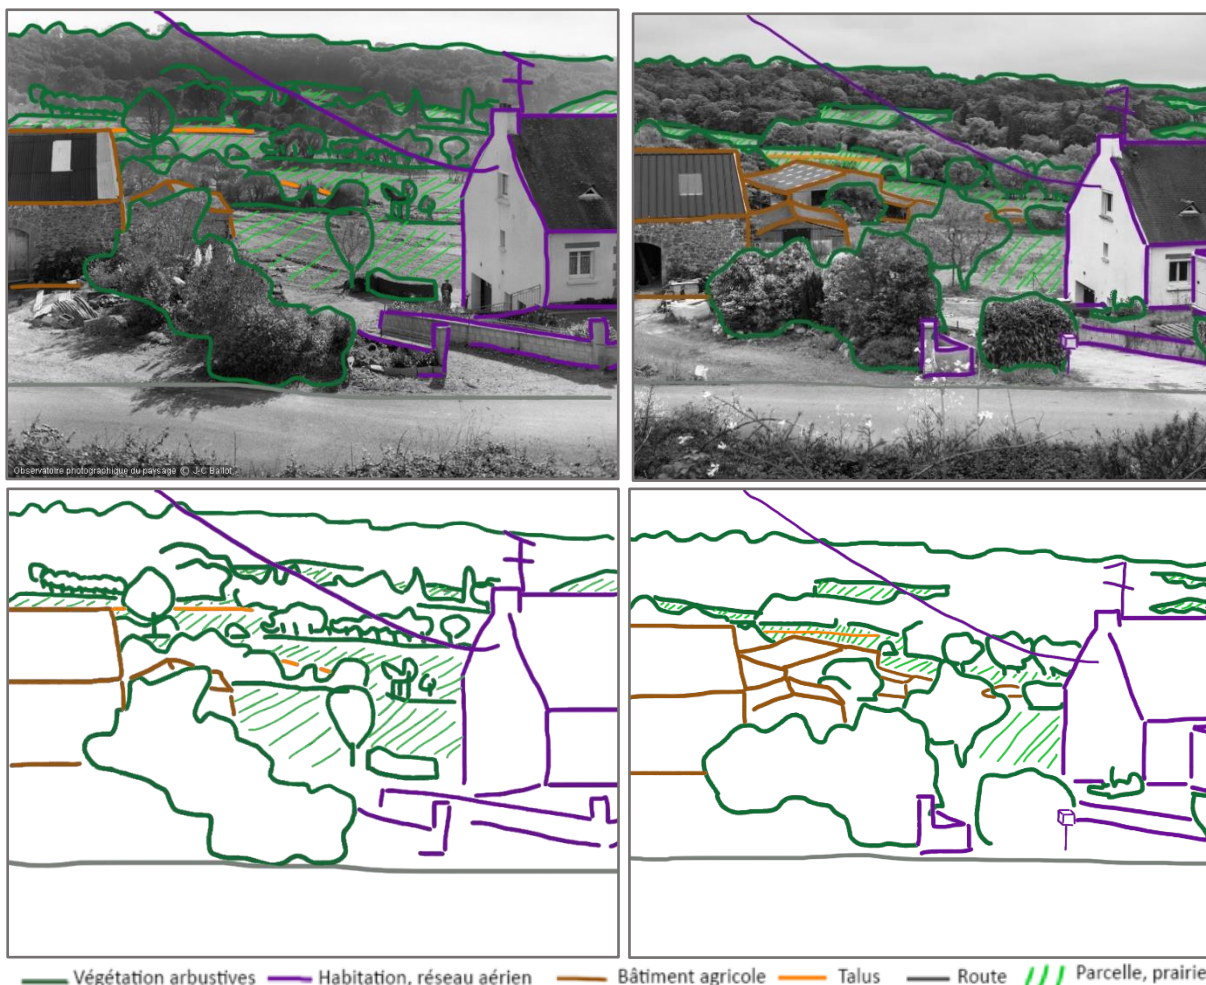 Observatoire photographique du paysage © J-C Ballot
Végétation arbustives Habitation, réseau aérien Bâtiment agricole Talus Route Parcelle, prairie